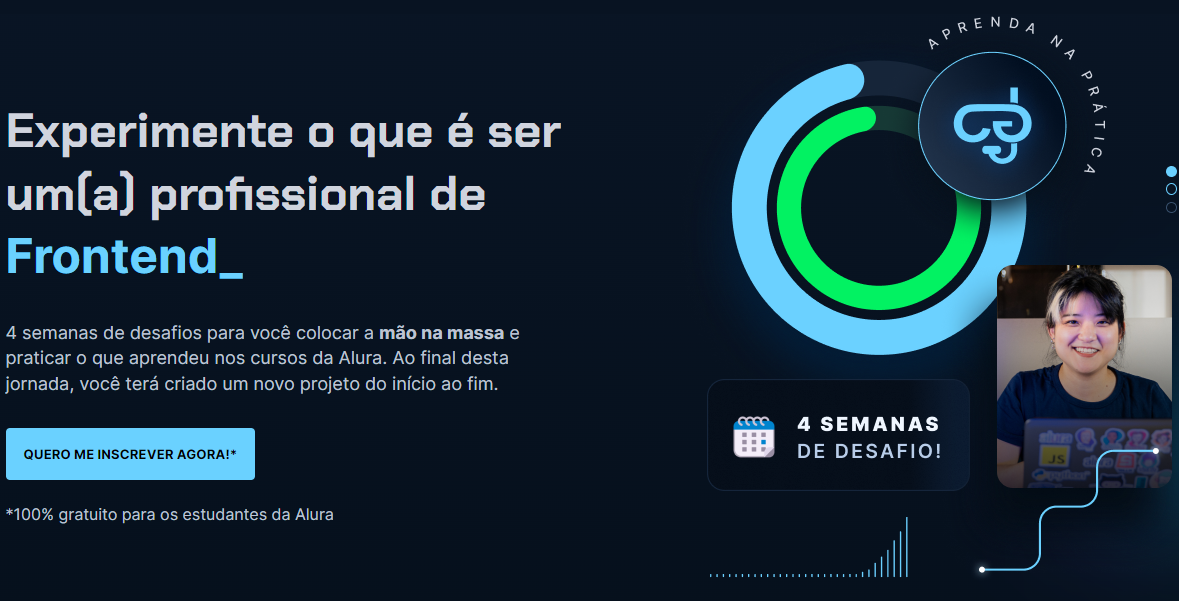 Experimente o que é ser
um(a) profissional de
Frontend_
4 semanas de desafios para você colocar a mão na massa e
praticar o que aprendeu nos cursos da Alura. Ao final desta
jornada, você terá criado um novo projeto do início ao fim.
QUERO ME INSCREVER AGORA!*
*100% gratuito para os estudantes da Alura
APRENDA NA PRÁTICA
4 SEMANAS
DE DESAFIO!
alura
JS